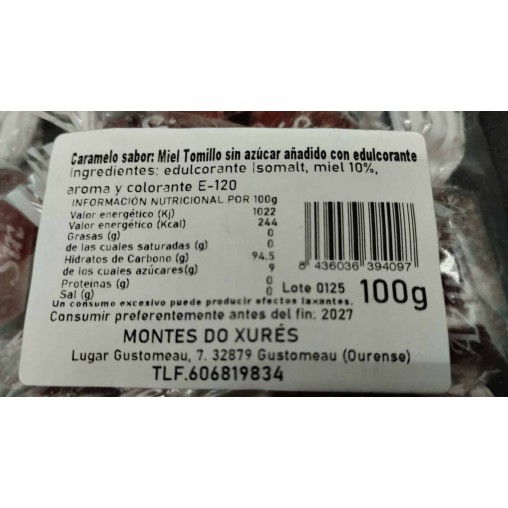 Caramelo sabor: Miel Tomillo sin azúcar añadido con edulcorante
Ingredientes: edulcorante Isomalt, miel 10%,
aroma y colorante E-120
INFORMACIÓN NUTRICIONAL POR 100g
Valor energético (Kj) 1022
Valor energético (Kcal) 244
Grasas (g) 0
de las cuales saturadas (g) 0
Hidratos de Carbono (g) 94.5
de los cuales azúcares(g) 9
Proteinas (g) 0
Sal (g) 0
8 436036 394097
Lote 0125 100g
Un consumo excesivo puede producir efectos laxantes.
Consumir preferentemente antes del fin: 2027
MONTES DO XURÉS
Lugar Gustomeau, 7. 32879 Gustomeau (Ourense)
TLF.606819834